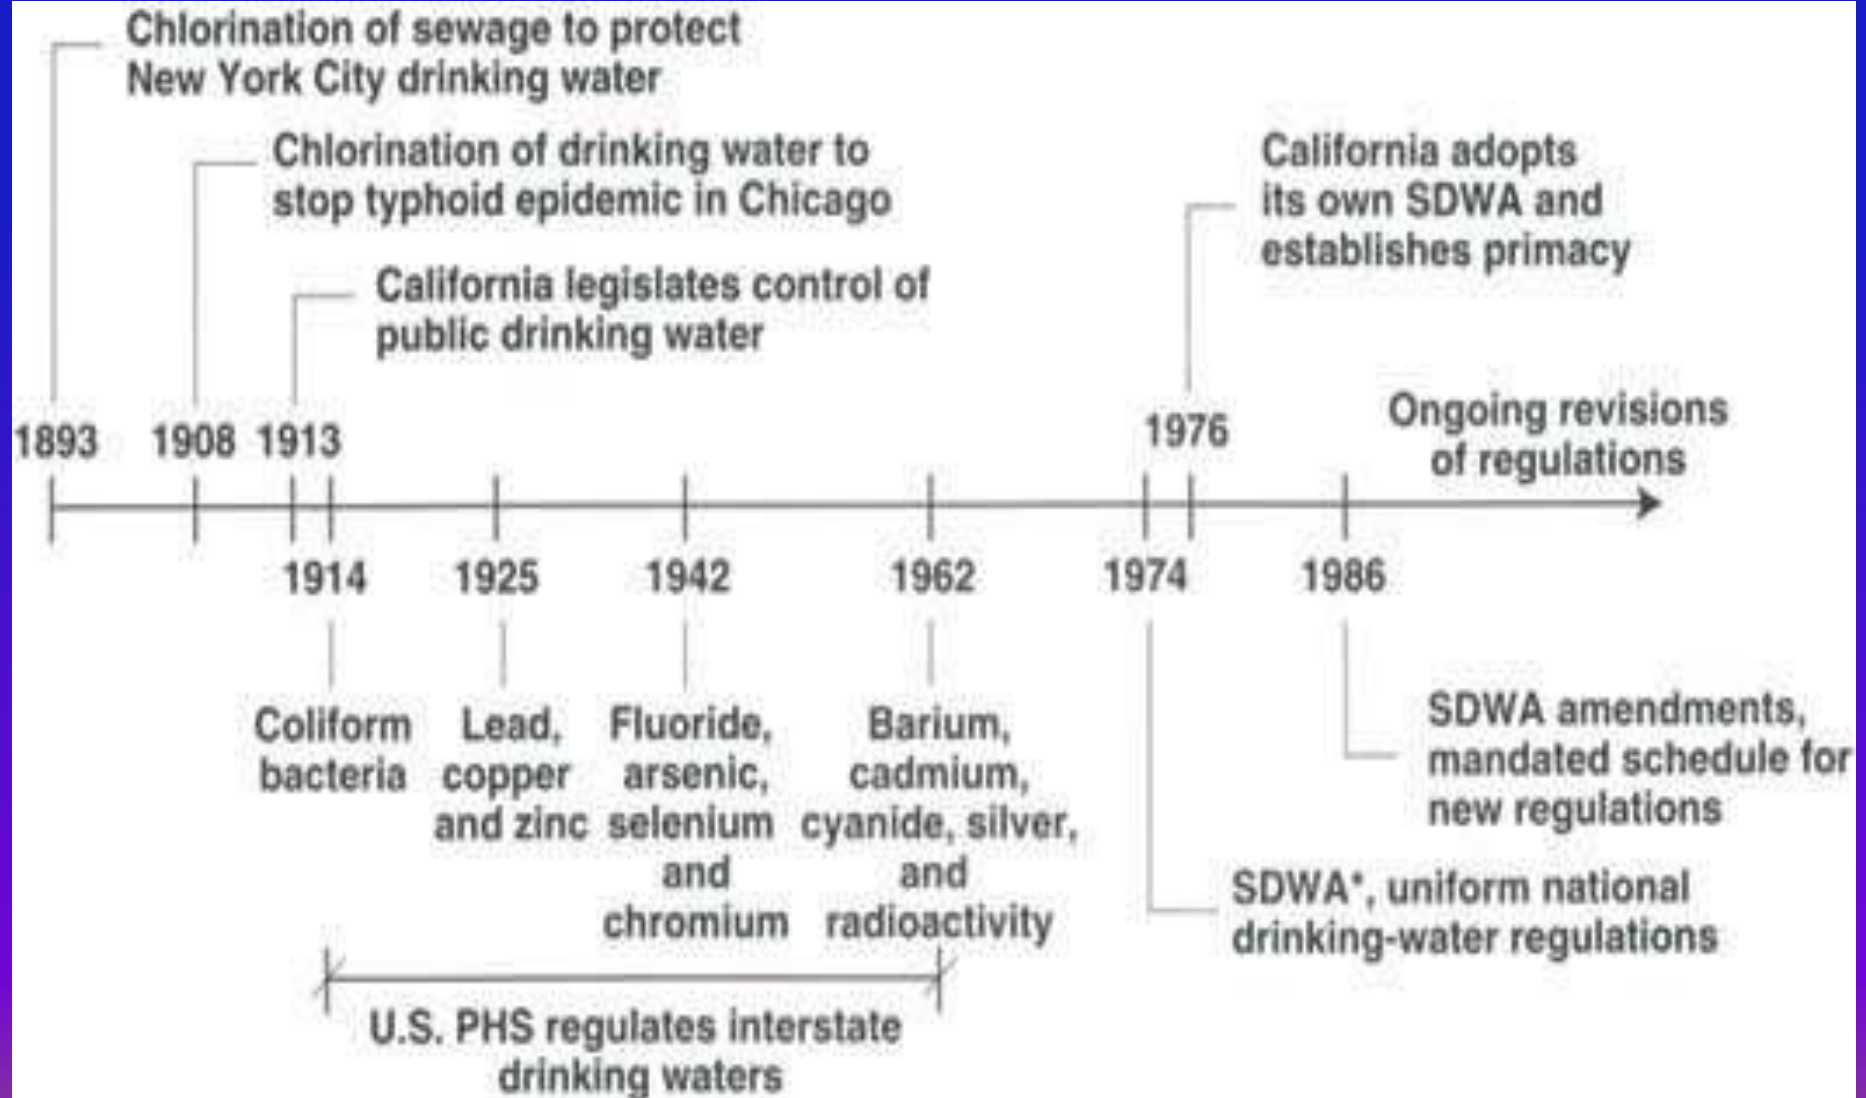 Chlorination of sewage to protect
New York City drinking water
Chlorination of drinking water to
stop typhoid epidemic in Chicago
California legislates control of
public drinking water
California adopts
its own SDWA and
establishes primacy
Ongoing revisions
of regulations
1893
1908
1913
1976
1914
1925
1942
1962
1974
1986
Coliform
bacteria
Lead,
copper
and zinc
Fluoride,
arsenic,
selenium
and
chromium
Barium,
cadmium,
cyanide, silver,
and
radioactivity
SDWA amendments,
mandated schedule for
new regulations
SDWA*, uniform national
drinking-water regulations
U.S. PHS regulates interstate
drinking waters